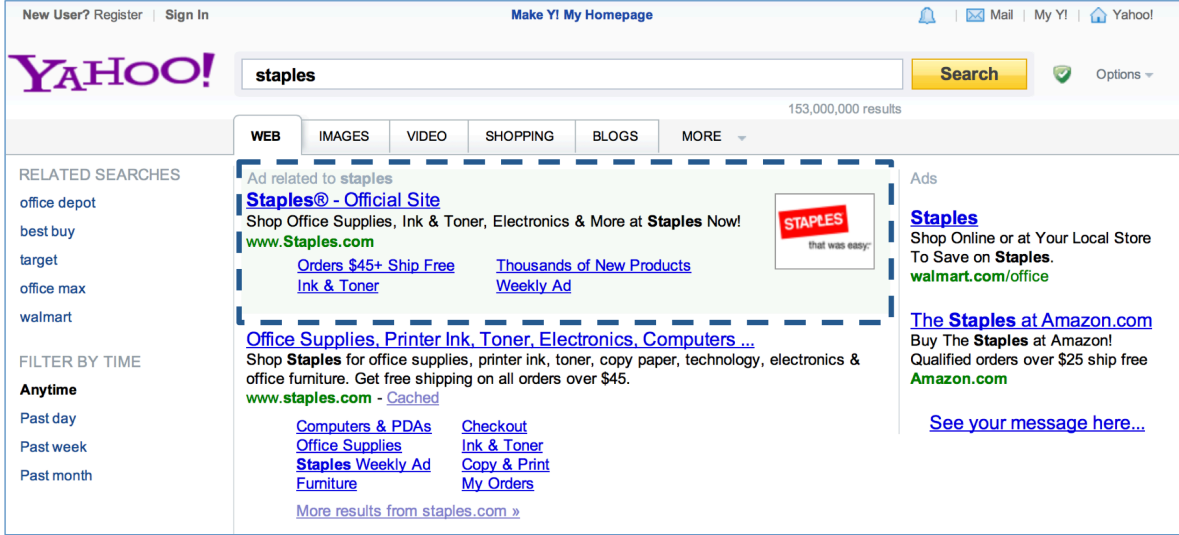 New User? Register | Sign In
Make Y! My Homepage
Mail | My Y! | Yahoo!
YAHOO!
staples
Search
Options
153,000,000 results
WEB IMAGES VIDEO SHOPPING BLOGS MORE
RELATED SEARCHES
office depot
best buy
target
office max
walmart
FILTER BY TIME
Anytime
Past day
Past week
Past month
Ad related to staples
Staples® - Official Site
Shop Office Supplies, Ink & Toner, Electronics & More at Staples Now!
www.Staples.com
Orders $45+ Ship Free Thousands of New Products
Ink & Toner Weekly Ad
STAPLES
that was easy.
Office Supplies, Printer Ink, Toner, Electronics, Computers ...
Shop Staples for office supplies, printer ink, toner, copy paper, technology, electronics &
office furniture. Get free shipping on all orders over $45.
www.staples.com - Cached
Computers & PDAs Checkout
Office Supplies Ink & Toner
Staples Weekly Ad Copy & Print
Furniture My Orders
More results from staples.com »
Ads
Staples
Shop Online or at Your Local Store
To Save on Staples.
walmart.com/office
The Staples at Amazon.com
Buy The Staples at Amazon!
Qualified orders over $25 ship free
Amazon.com
See your message here...